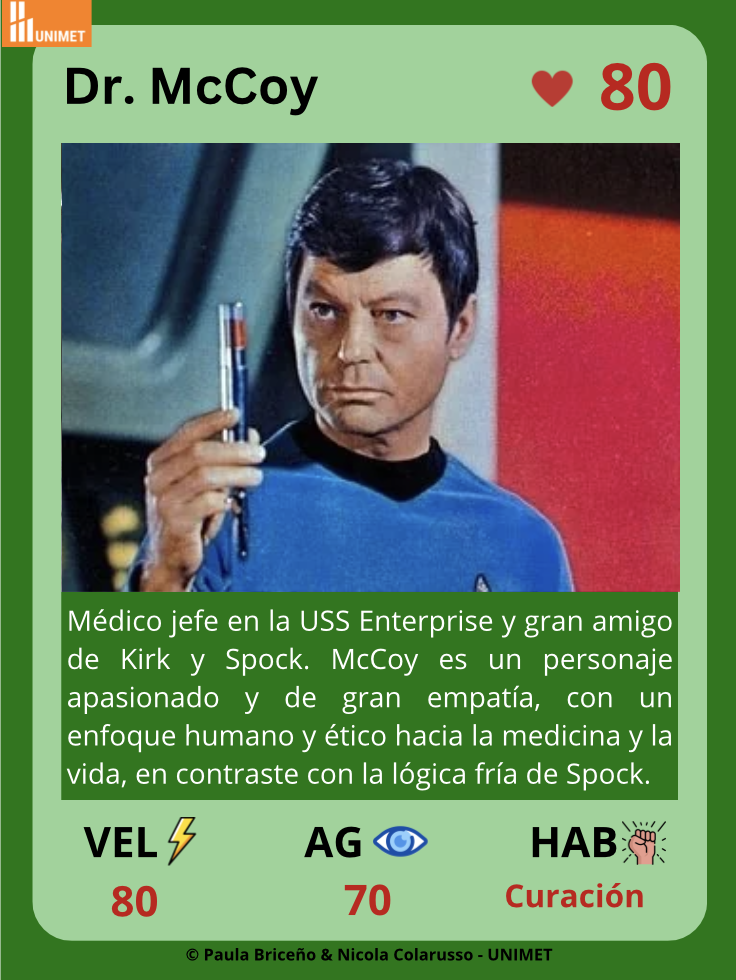 UNIMET
Dr. McCoy
80
Médico jefe en la USS Enterprise y gran amigo
de Kirk y Spock. McCoy es un personaje
apasionado y de gran empatía, con un
enfoque humano y ético hacia la medicina y la
vida, en contraste con la lógica fría de Spock.
VEL AG HAB
80 70 Curación
© Paula Briceño & Nicola Colarusso - UNIMET